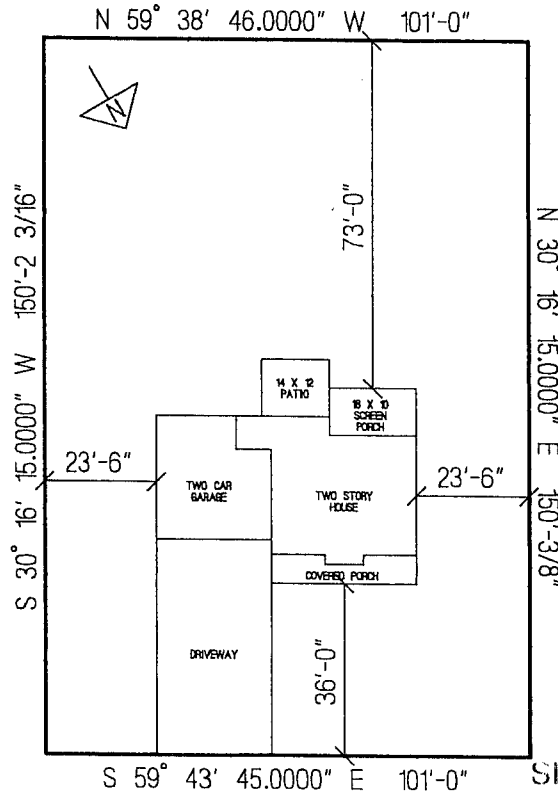 N 59° 38' 46.0000" W 101'-0"
N
S 30° 16' 15.0000" W 150'-2 3/16"
73'-0"
N 30° 16' 15.0000" E 150'-3/8"
14 X 12
PATIO
18 X 10
SCREEN
PORCH
23'-6"
TWO CAR
GARAGE
TWO STORY
HOUSE
23'-6"
COVERED PORCH
DRIVEWAY
36'-0"
S 59° 43' 45.0000" E 101'-0"